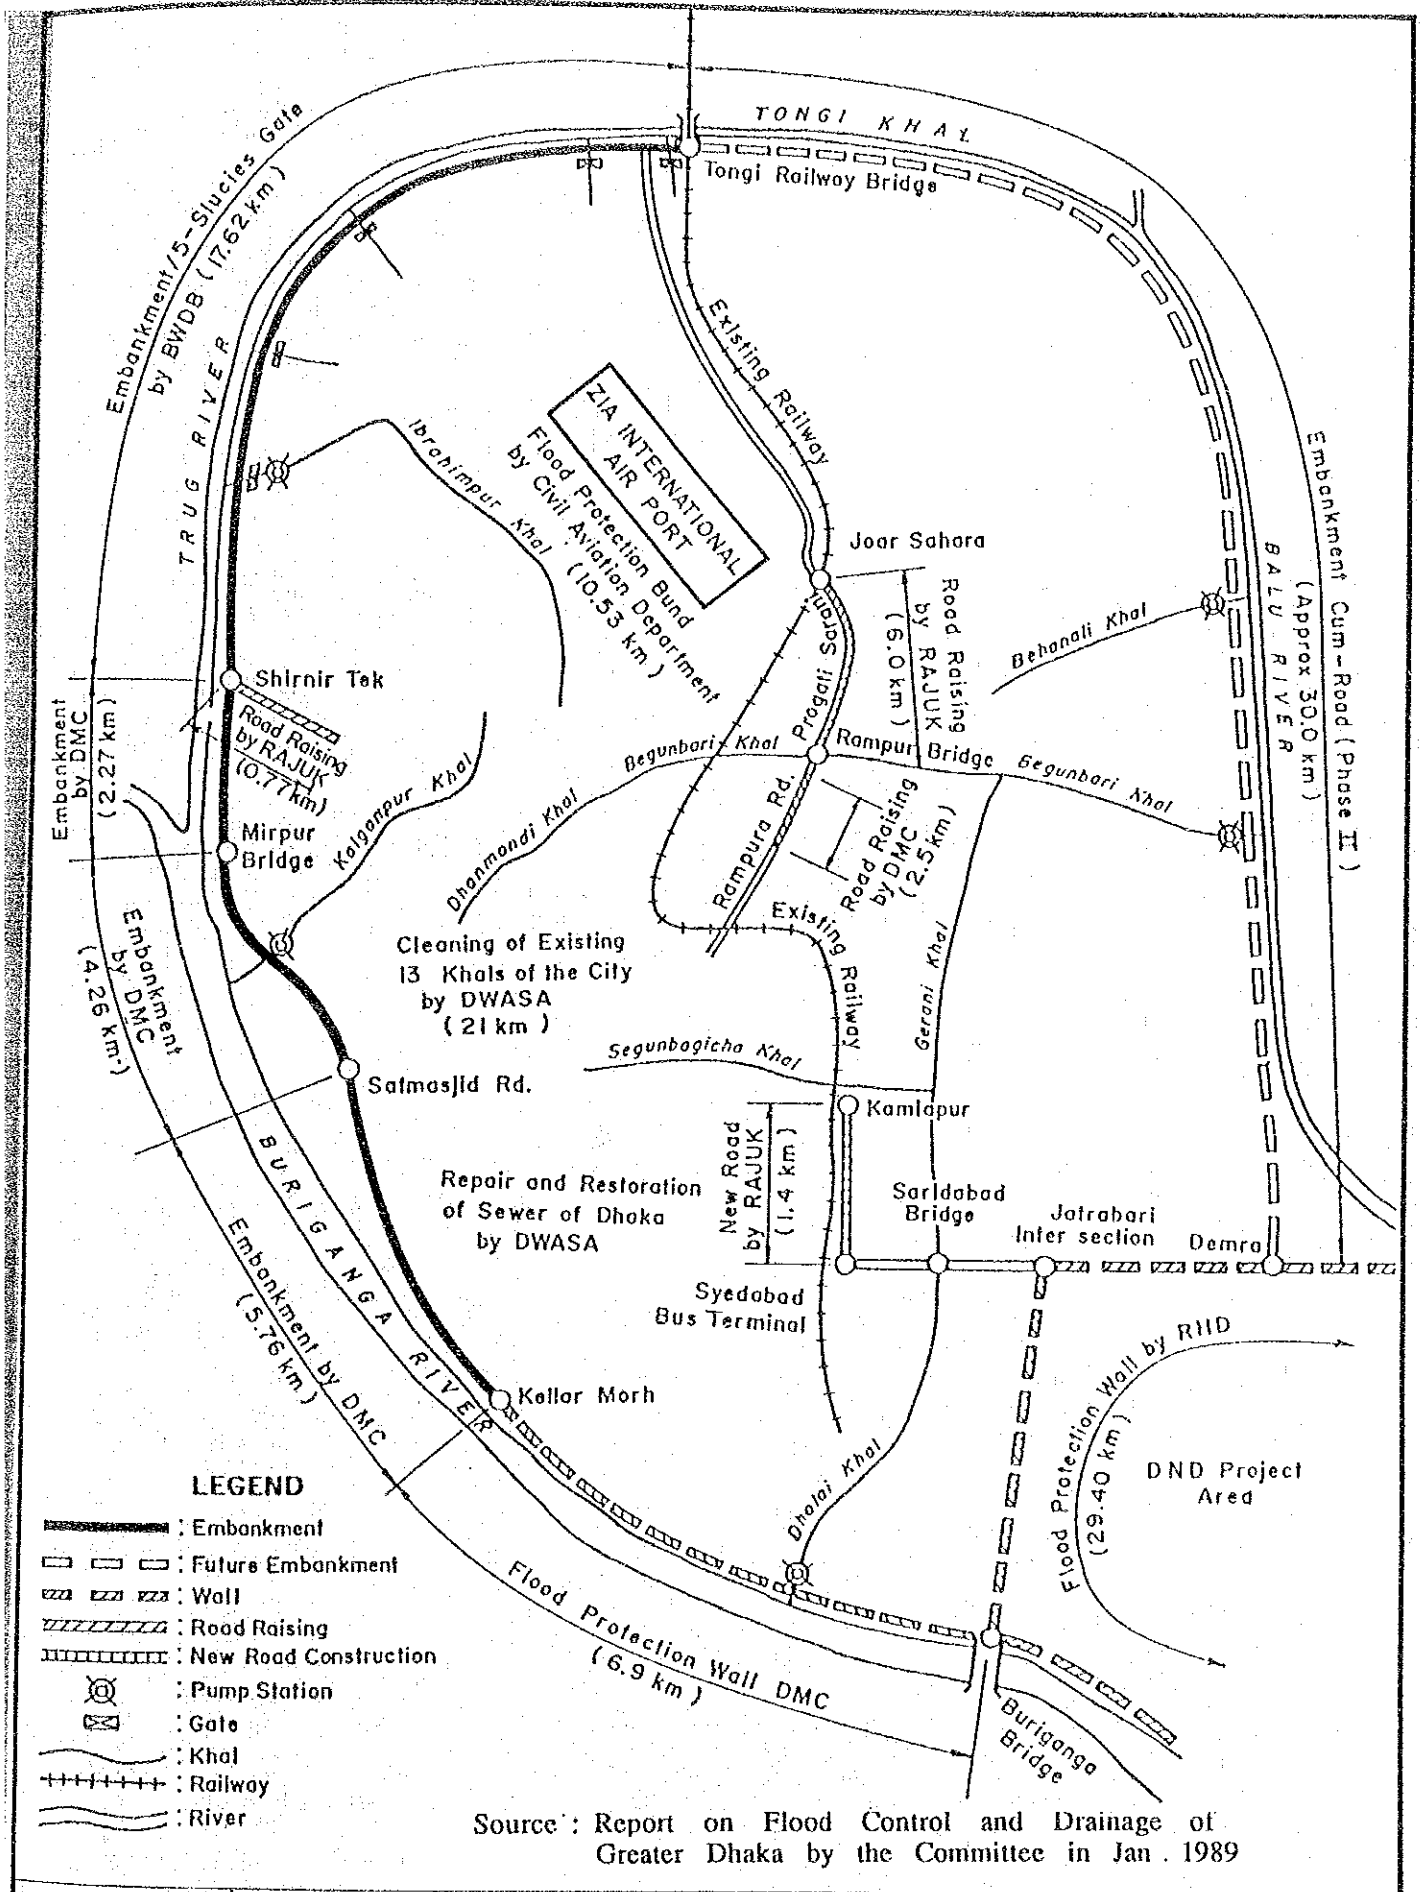 TONGI KHAL
Tongi Railway Bridge
Embankment/5-Slucies Gate
by BWDB (17.62 km)
TRUG RIVER
Existing Railway
ZIA INTERNATIONAL
AIR PORT
Flood Protection Bund
by Civil Aviation Department
(10.53 km.)
Ibrahimpur Khal
Joar Sahara
Road Raising
by RAJUK
(6.0 km)
Progati Sarani
Behanali Khal
BALU RIVER
Embankment Cum-Road (Phase II)
(Approx 30.0 km)
Shirnir Tek
Road Raising
by RAJUK
(0.77km)
Embankment
by DMC
(2.27 km)
Mirpur
Bridge
Kalganpur Khal
Dhanmondi Khal
Begunbari Khal
Rampur Bridge
Begunbari Khal
Rampura Rd.
Road Raising
by DMC
(2.5km)
Existing Railway
Gerani Khal
Embankment
by DMC
(4.26 km.)
Cleaning of Existing
13 Khals of the City
by DWASA
(21 km)
Segunbagicha Khal
Satmasjid Rd.
Kamlapur
New Road
by RAJUK
(1.4 km)
Repair and Restoration
of Sewer of Dhaka
by DWASA
Saridabad
Bridge
Jatrabari
Inter section
Demra
Syedabad
Bus Terminal
BURIGANGA RIVER
Embankment by DMC
(5.76 km.)
Kellar Morh
Flood Protection Wall by RHD
(29.40 km)
DND Project
Area
Dholai Khal
Flood Protection Wall DMC
(6.9 km)
Buriganga
Bridge
LEGEND
: Embankment
: Future Embankment
: Wall
: Road Raising
: New Road Construction
: Pump Station
: Gate
: Khal
: Railway
: River
Source : Report on Flood Control and Drainage of
Greater Dhaka by the Committee in Jan . 1989